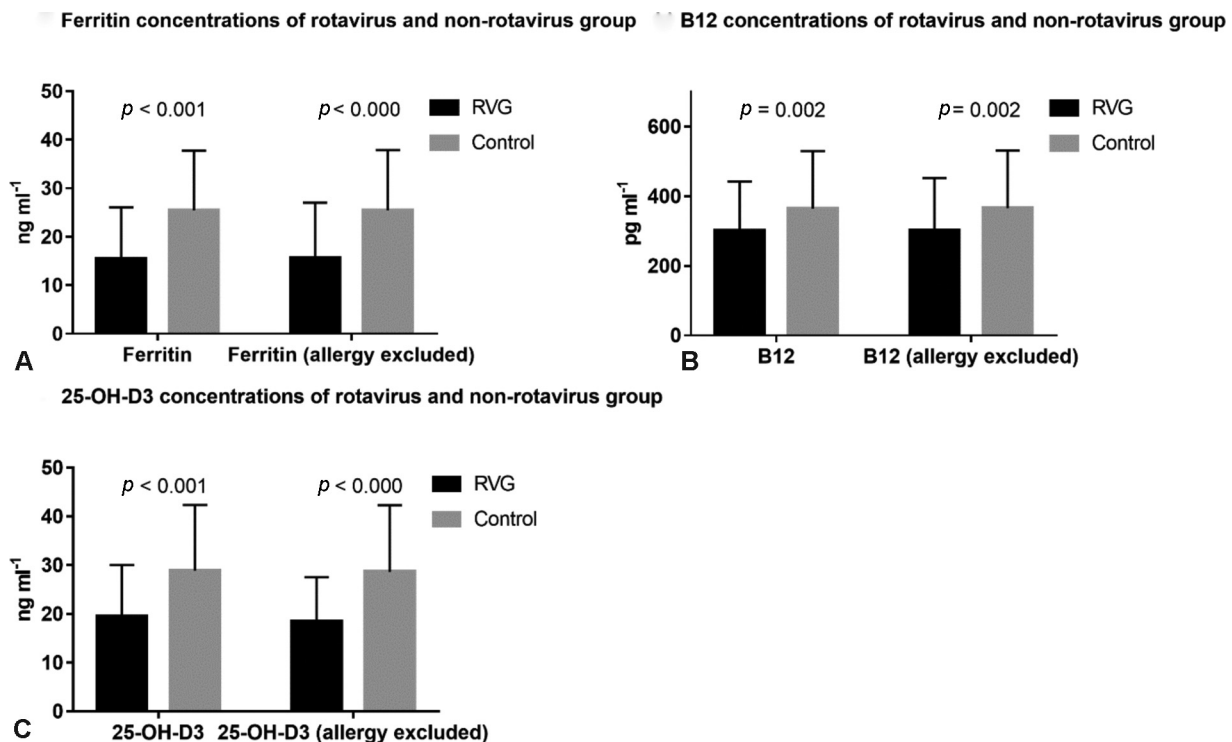 Ferritin concentrations of rotavirus and non-rotavirus group
50
40
30
20
10
0
ng ml⁻¹
p < 0.001
p < 0.000
RVG
Control
Ferritin
Ferritin (allergy excluded)
A
B12 concentrations of rotavirus and non-rotavirus group
600
400
200
0
pg ml⁻¹
p = 0.002
p = 0.002
RVG
Control
B12
B12 (allergy excluded)
B
25-OH-D3 concentrations of rotavirus and non-rotavirus group
50
40
30
20
10
0
ng ml⁻¹
p < 0.001
p < 0.000
RVG
Control
25-OH-D3
25-OH-D3 (allergy excluded)
C